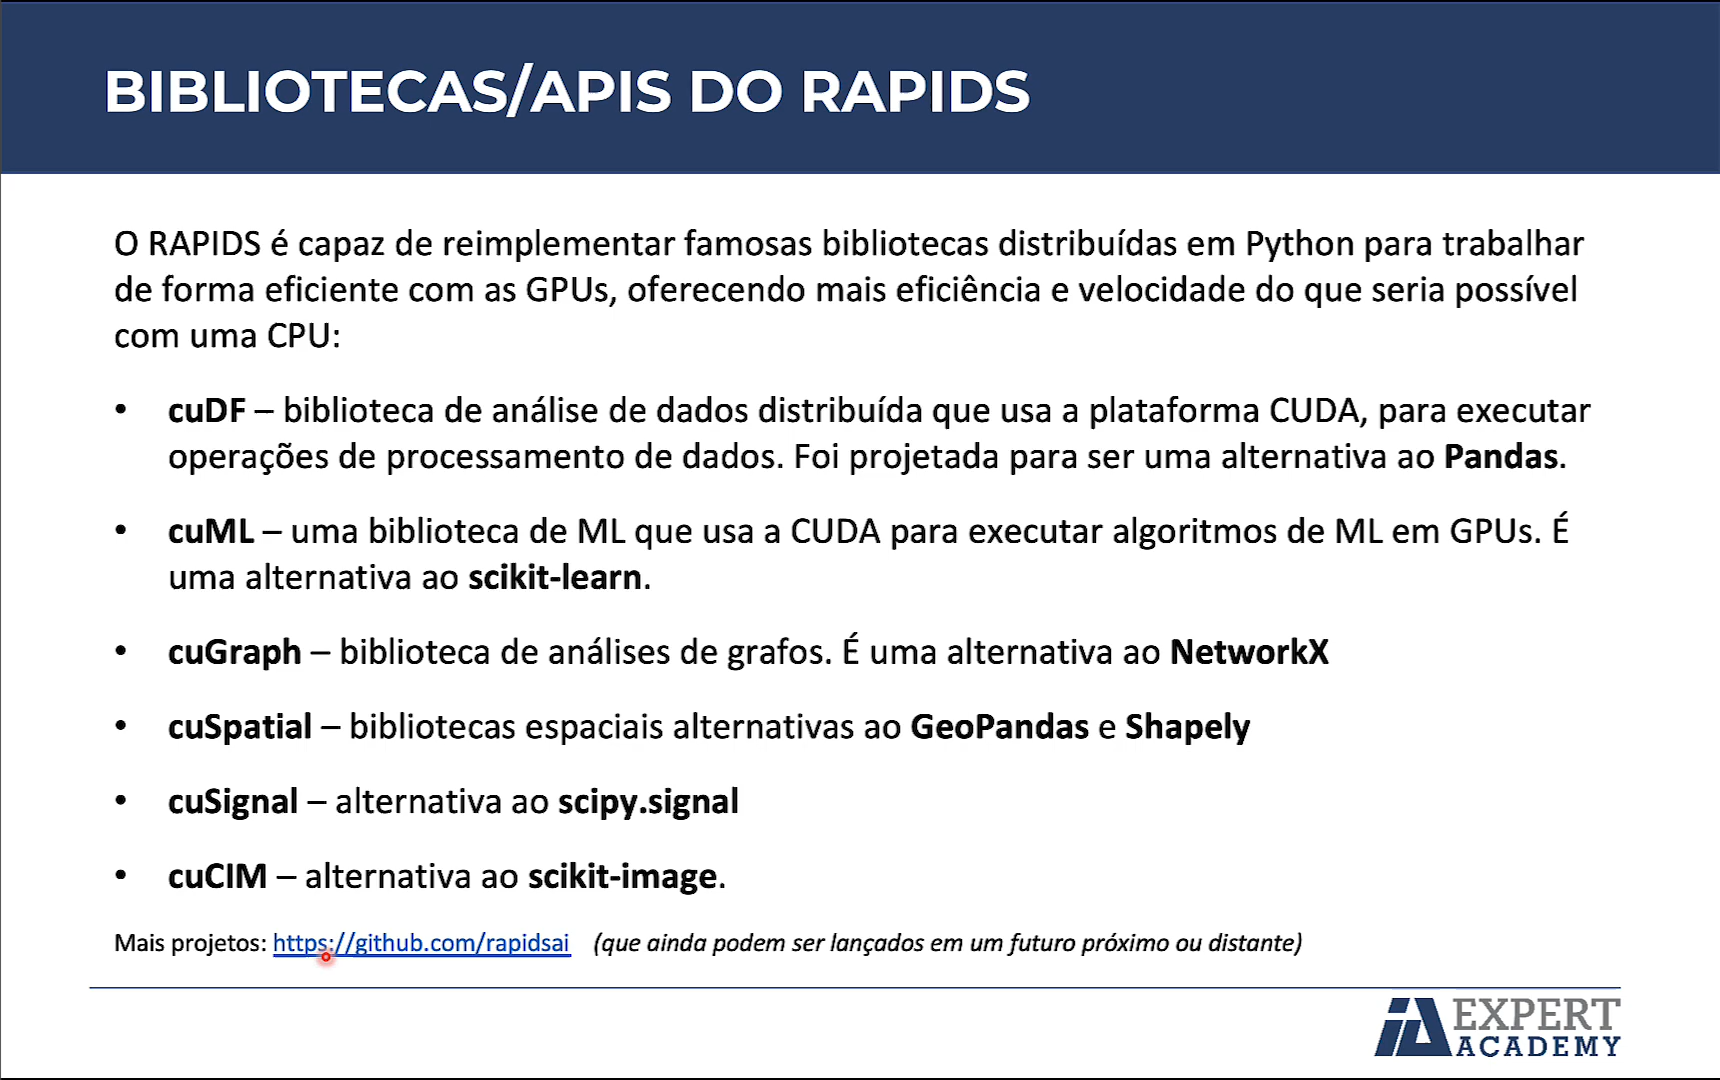 BIBLIOTECAS/APIS DO RAPIDS
O RAPIDS é capaz de reimplementar famosas bibliotecas distribuídas em Python para trabalhar
de forma eficiente com as GPUs, oferecendo mais eficiência e velocidade do que seria possível
com uma CPU:
• cuDF – biblioteca de análise de dados distribuída que usa a plataforma CUDA, para executar
operações de processamento de dados. Foi projetada para ser uma alternativa ao Pandas.
• cuML – uma biblioteca de ML que usa a CUDA para executar algoritmos de ML em GPUs. É
uma alternativa ao scikit-learn.
• cuGraph – biblioteca de análises de grafos. É uma alternativa ao NetworkX
• cuSpatial – bibliotecas espaciais alternativas ao GeoPandas e Shapely
• cuSignal – alternativa ao scipy.signal
• cuCIM – alternativa ao scikit-image.
Mais projetos: https://github.com/rapidsai (que ainda podem ser lançados em um futuro próximo ou distante)
IA EXPERT
ACADEMY